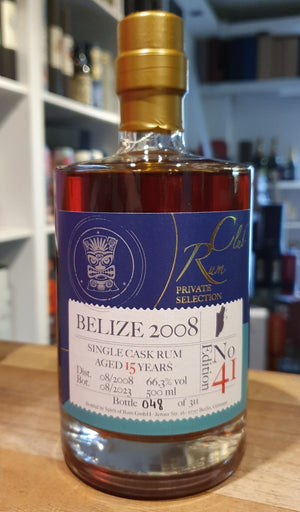 Rum Club
PRIVATE
SELECTION
BELIZE 2008
SINGLE CASK RUM
AGED 15 YEARS
Dist. 08/2008 66,3% vol
Bot. 08/2023 500 ml
Bottle 048 of 311
Edition No 41